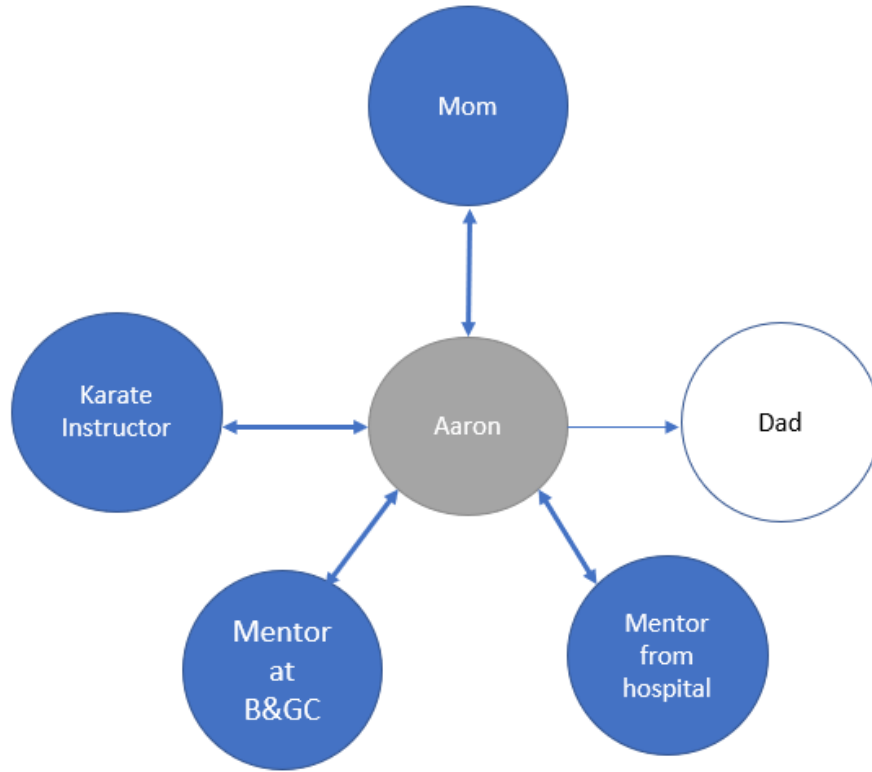 Mom
Karate
Instructor
Aaron
Dad
Mentor
at
B&GC
Mentor
from
hospital